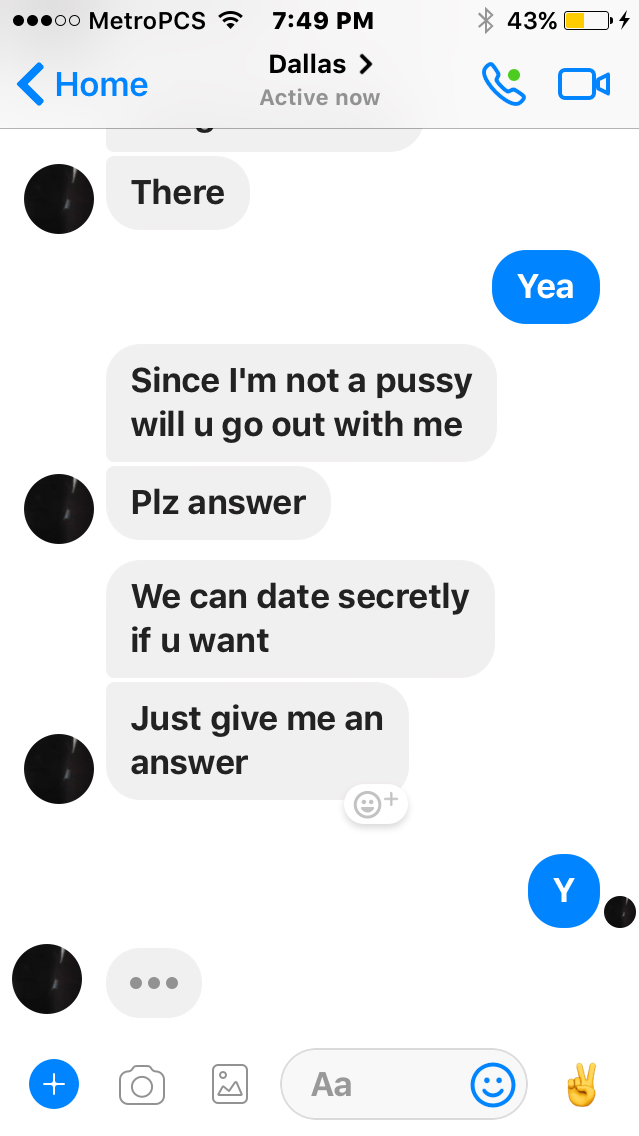 MetroPCS 7:49 PM 43%
Home Dallas
Active now
There
Yea
Since I'm not a pussy
will u go out with me
Plz answer
We can date secretly
if u want
Just give me an
answer
Y
Aa